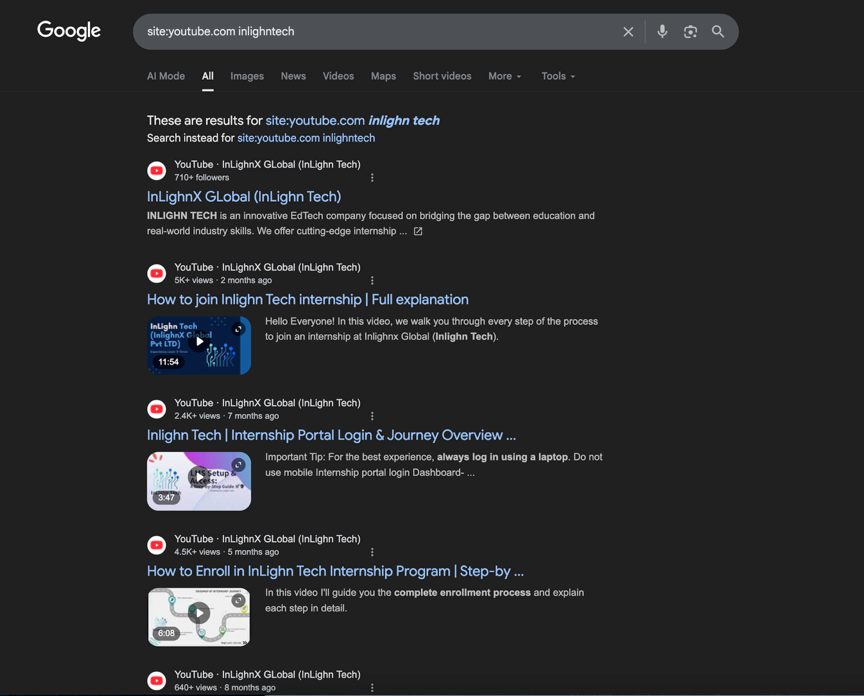 Google
site:youtube.com inlighntech
AI Mode All Images News Videos Maps Short videos More Tools
These are results for site:youtube.com inlighn tech
Search instead for site:youtube.com inlighntech
YouTube · InLighnX GLobal (InLighn Tech)
710+ followers
InLighnX GLobal (InLighn Tech)
INLIGHN TECH is an innovative EdTech company focused on bridging the gap between education and
real-world industry skills. We offer cutting-edge internship ...
YouTube · InLighnX GLobal (InLighn Tech)
5K+ views · 2 months ago
How to join Inlighn Tech internship | Full explanation
InLighn Tech
(InlighnX Global
Pvt LTD)
11:54
Hello Everyone! In this video, we walk you through every step of the process
to join an internship at Inlighnx Global (Inlighn Tech).
YouTube · InLighnX GLobal (InLighn Tech)
2.4K+ views · 7 months ago
Inlighn Tech | Internship Portal Login & Journey Overview ...
LMS Setup &
Access:
3:47
Important Tip: For the best experience, always log in using a laptop. Do not
use mobile Internship portal login Dashboard- ...
YouTube · InLighnX GLobal (InLighn Tech)
4.5K+ views · 5 months ago
How to Enroll in InLighn Tech Internship Program | Step-by ...
6:08
In this video I'll guide you the complete enrollment process and explain
each step in detail.
YouTube · InLighnX GLobal (InLighn Tech)
640+ views · 8 months ago